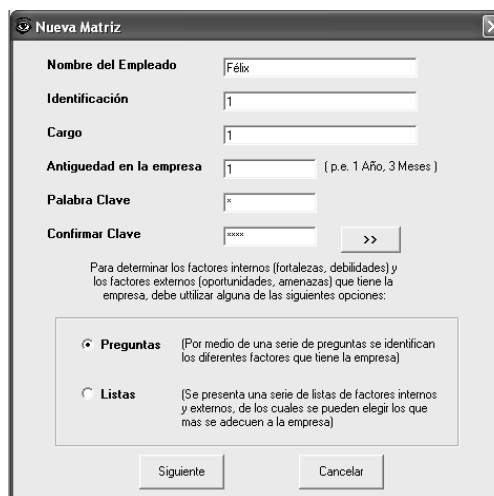 Nueva Matriz
Nombre del Empleado Félix
Identificación 1
Cargo 1
Antiguedad en la empresa 1 ( p.e. 1 Año, 3 Meses )
Palabra Clave *
Confirmar Clave ****
>>
Para determinar los factores internos (fortalezas, debilidades) y
los factores externos (oportunidades, amenazas) que tiene la
empresa, debe utilizar alguna de las siguientes opciones:
Preguntas (Por medio de una serie de preguntas se identifican
los diferentes factores que tiene la empresa)
Listas (Se presenta una serie de listas de factores internos
y externos, de los cuales se pueden elegir los que
mas se adecuen a la empresa)
Siguiente Cancelar